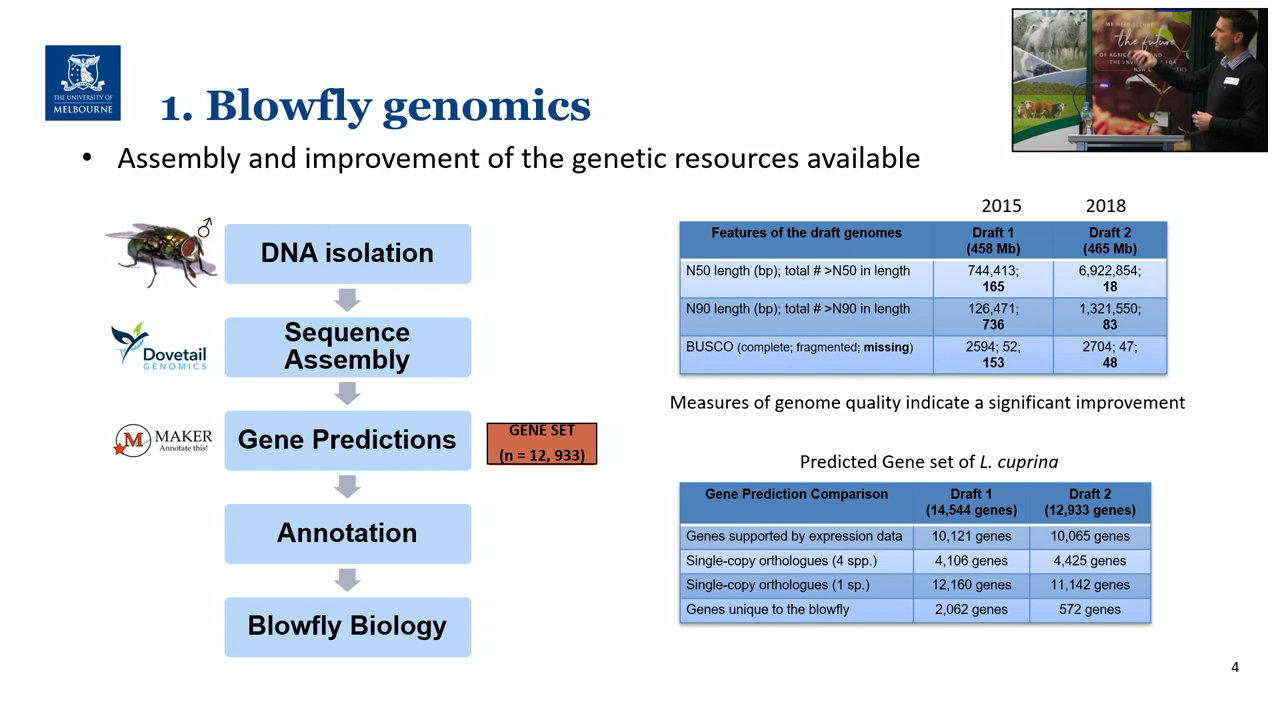 THE UNIVERSITY OF
MELBOURNE
1. Blowfly genomics
• Assembly and improvement of the genetic resources available
♂
DNA isolation
Dovetail
GENOMICS
Sequence
Assembly
M MAKER
Annotate this!
Gene Predictions
GENE SET
(n = 12, 933)
Annotation
Blowfly Biology
the future
2015 2018
Features of the draft genomes Draft 1 (458 Mb) Draft 2 (465 Mb)
N50 length (bp); total # >N50 in length 744,413; 165 6,922,854; 18
N90 length (bp); total # >N90 in length 126,471; 736 1,321,550; 83
BUSCO (complete; fragmented; missing) 2594; 52; 153 2704; 47; 48
Measures of genome quality indicate a significant improvement
Predicted Gene set of L. cuprina
Gene Prediction Comparison Draft 1 (14,544 genes) Draft 2 (12,933 genes)
Genes supported by expression data 10,121 genes 10,065 genes
Single-copy orthologues (4 spp.) 4,106 genes 4,425 genes
Single-copy orthologues (1 sp.) 12,160 genes 11,142 genes
Genes unique to the blowfly 2,062 genes 572 genes
4